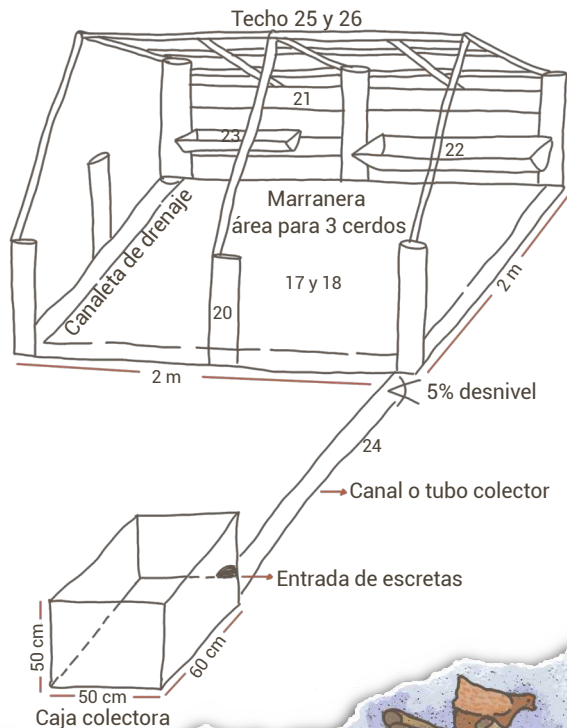 Techo 25 y 26
21
23
22
Marranera
área para 3 cerdos
Canaleta de drenaje
17 y 18
20
2 m
2 m
5% desnivel
24
Canal o tubo colector
Entrada de escretas
50 cm
60 cm
50 cm
Caja colectora